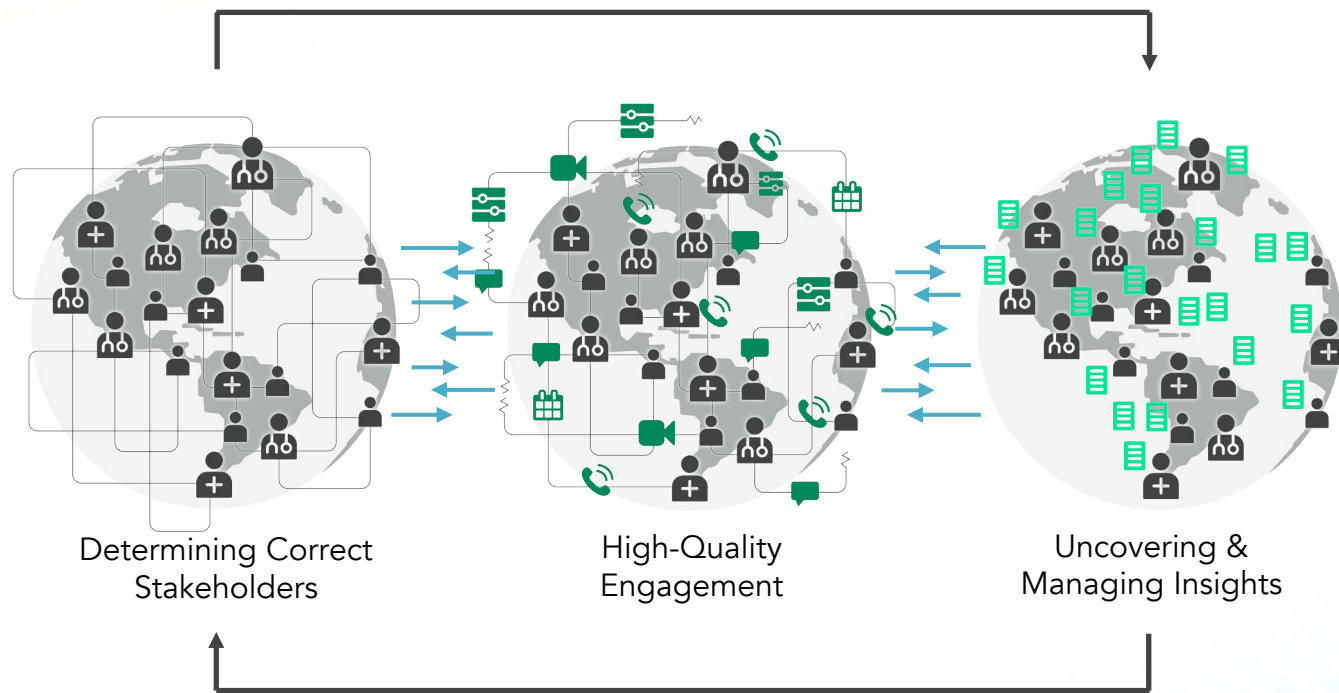 Determining Correct
Stakeholders
High-Quality
Engagement
Uncovering &
Managing Insights